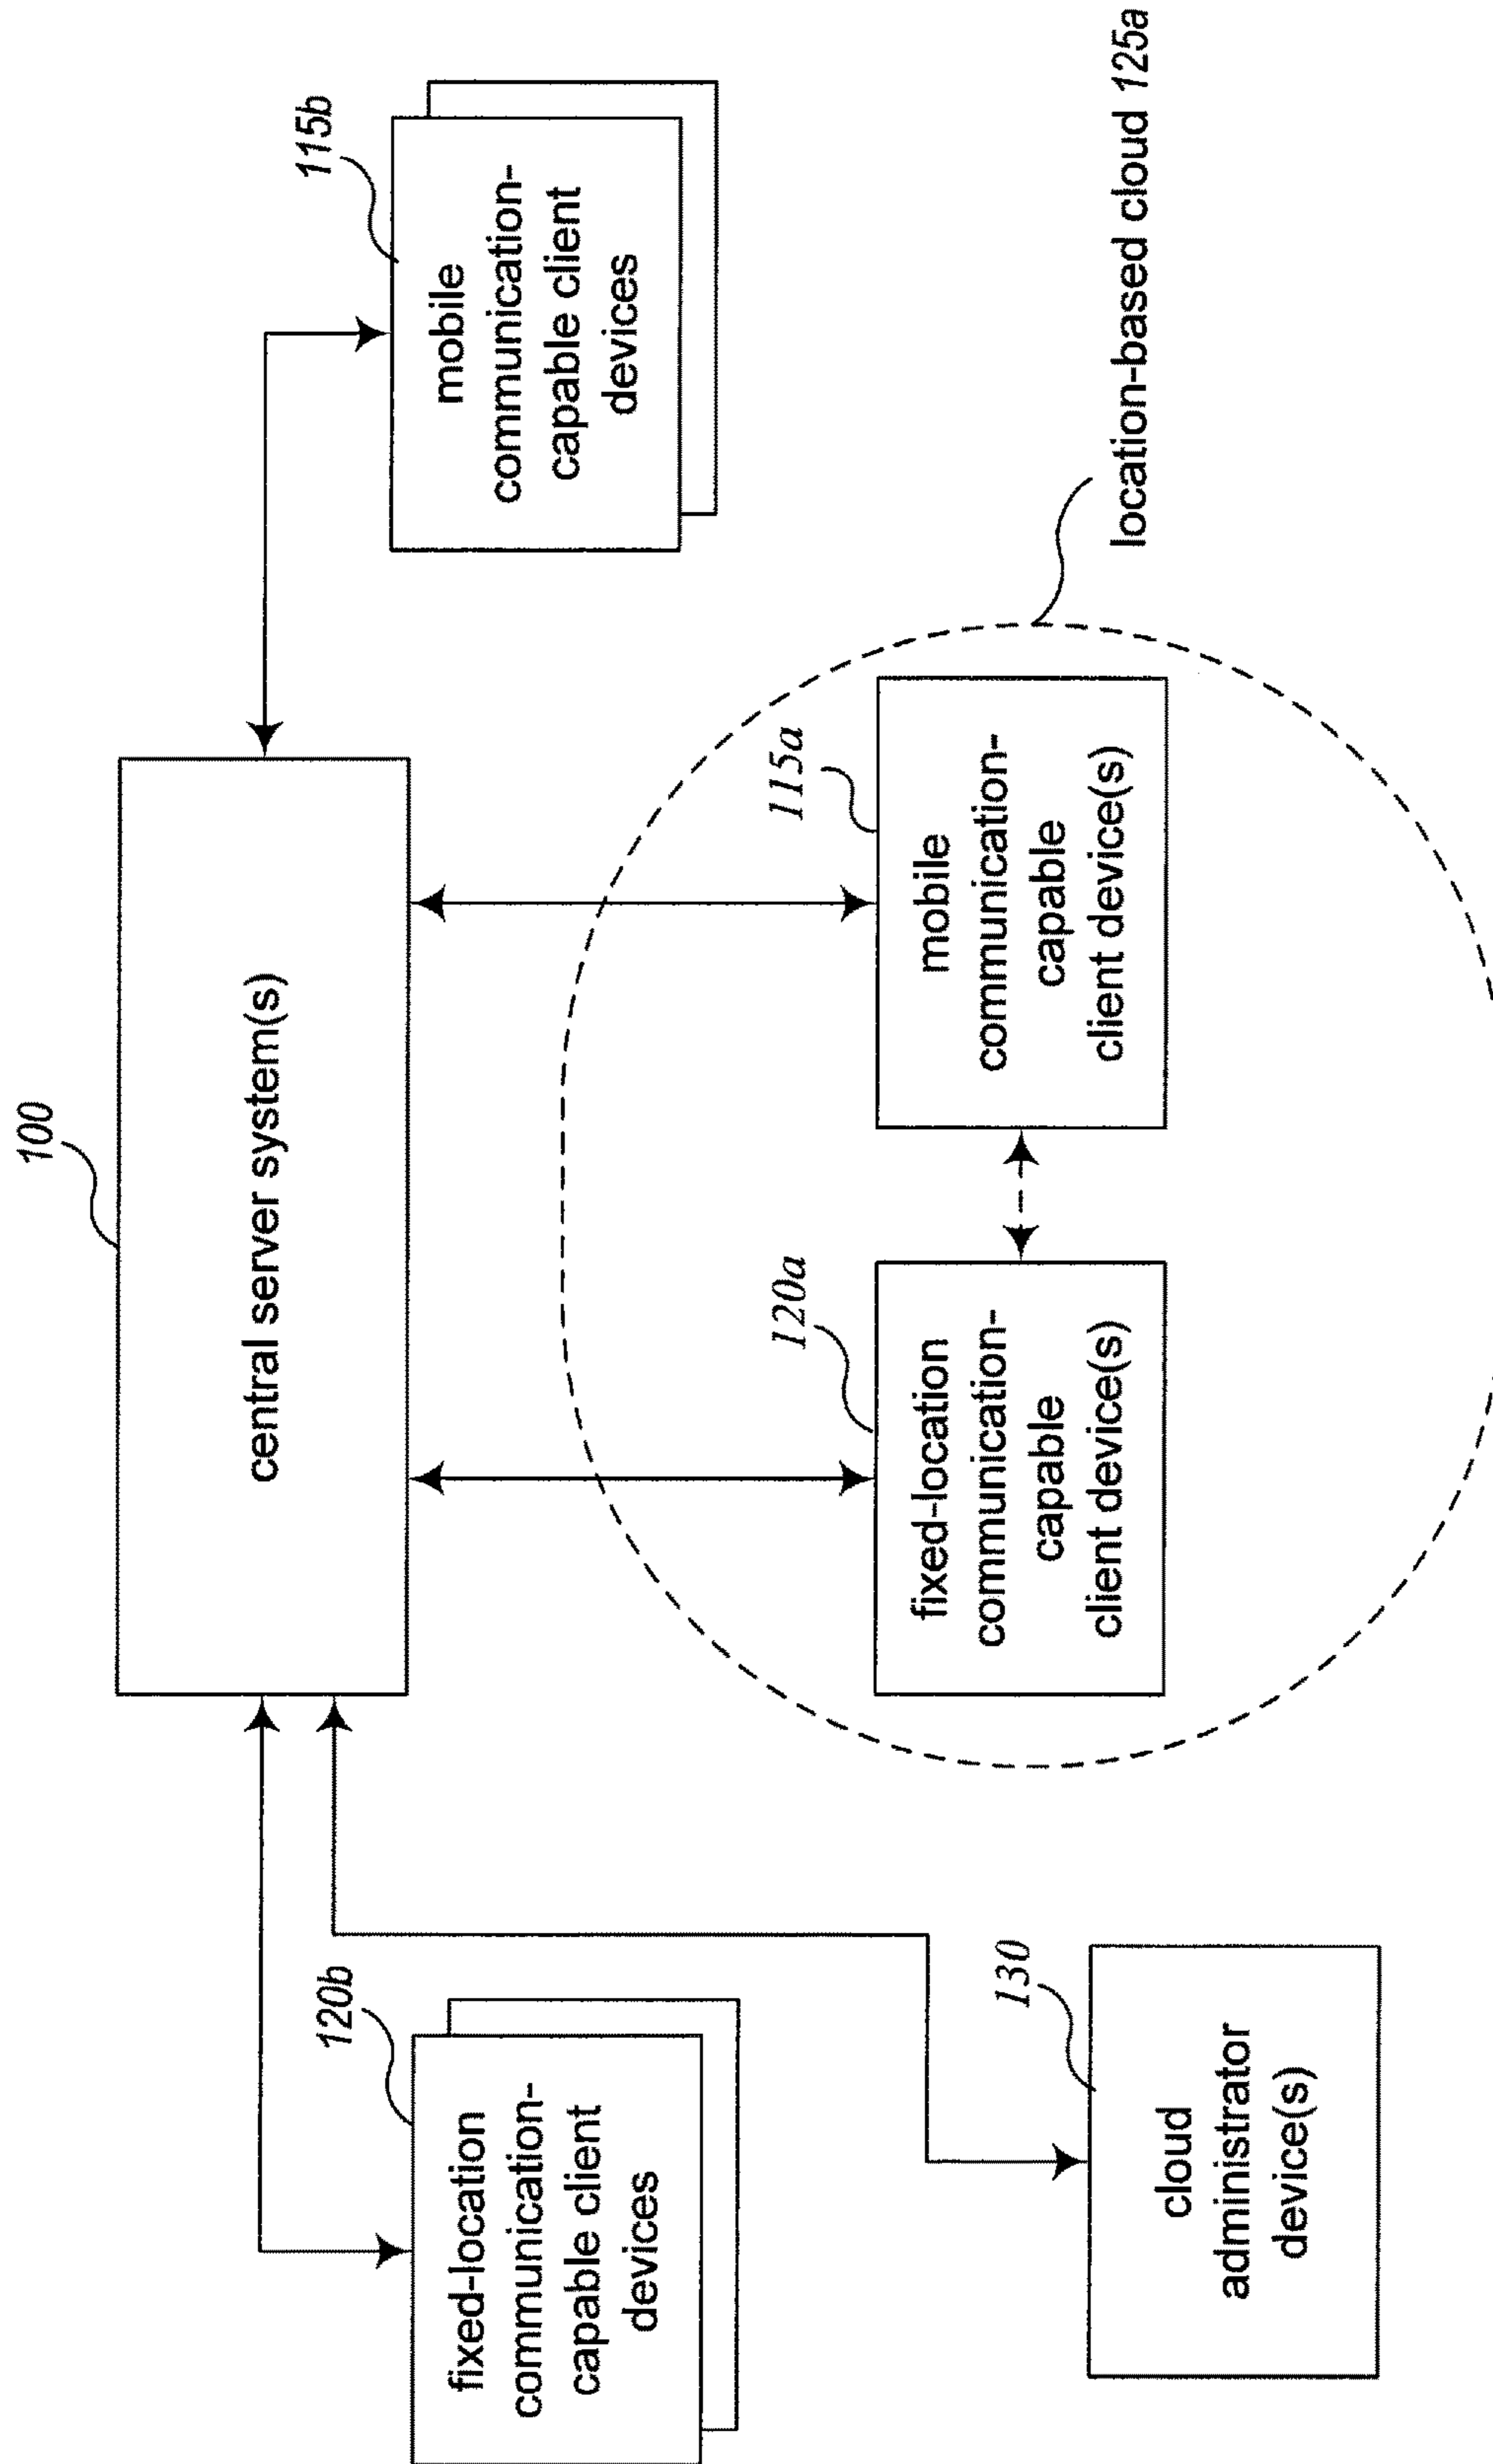 100
central server system(s)
120b
fixed-location
communication-
capable client
devices
115b
mobile
communication-
capable client
devices
120a
fixed-location
communication-
capable
client device(s)
115a
mobile
communication-
capable
client device(s)
130
cloud
administrator
device(s)
location-based cloud 125a